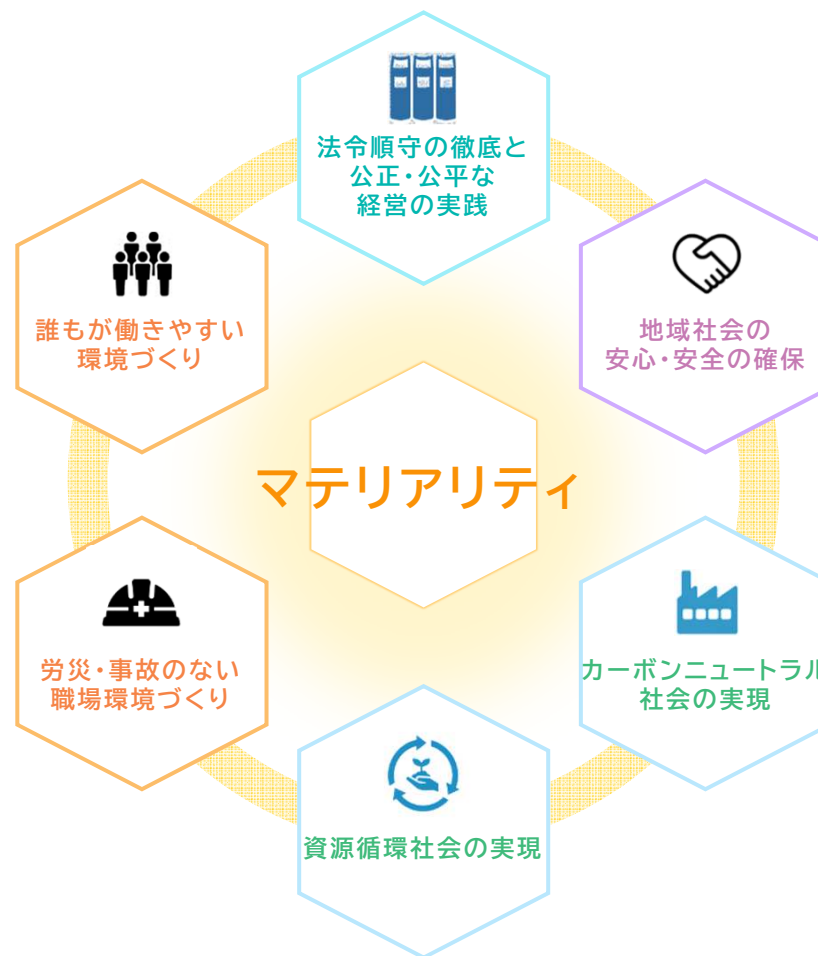 法令順守の徹底と
公正・公平な
経営の実践
誰もが働きやすい
環境づくり
地域社会の
安心・安全の確保
マテリアリティ
労災・事故のない
職場環境づくり
カーボンニュートラル
社会の実現
資源循環社会の実現